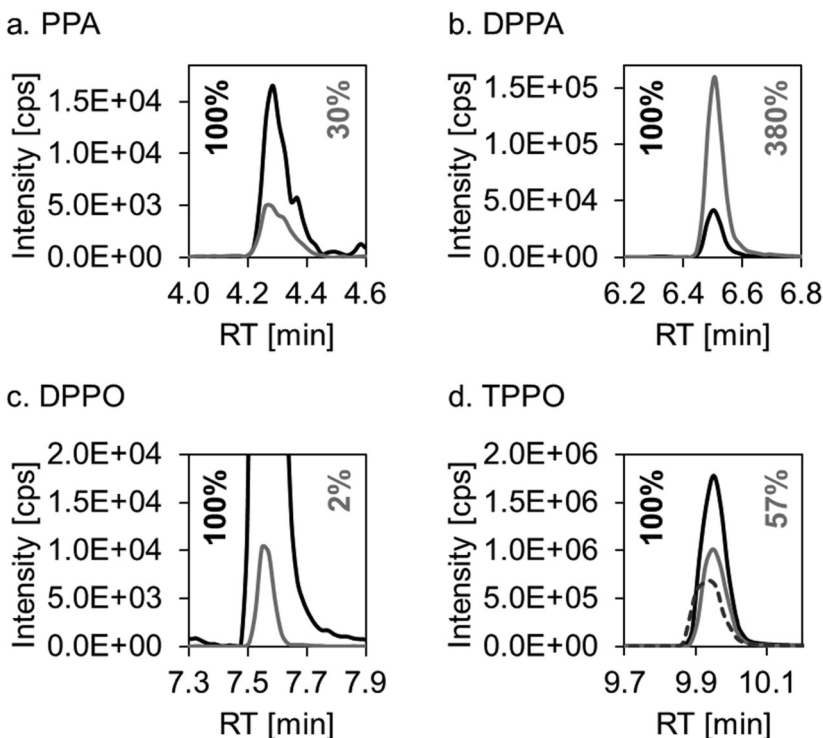 a. PPA
Intensity [cps]
1.5E+04
1.0E+04
5.0E+03
0.0E+00
100%
30%
4.0 4.2 4.4 4.6
RT [min]
b. DPPA
Intensity [cps]
1.5E+05
1.0E+05
5.0E+04
0.0E+00
100%
380%
6.2 6.4 6.6 6.8
RT [min]
c. DPPO
Intensity [cps]
2.0E+04
1.5E+04
1.0E+04
5.0E+03
0.0E+00
100%
2%
7.3 7.5 7.7 7.9
RT [min]
d. TPPO
Intensity [cps]
2.0E+06
1.5E+06
1.0E+06
5.0E+05
0.0E+00
100%
57%
9.7 9.9 10.1
RT [min]